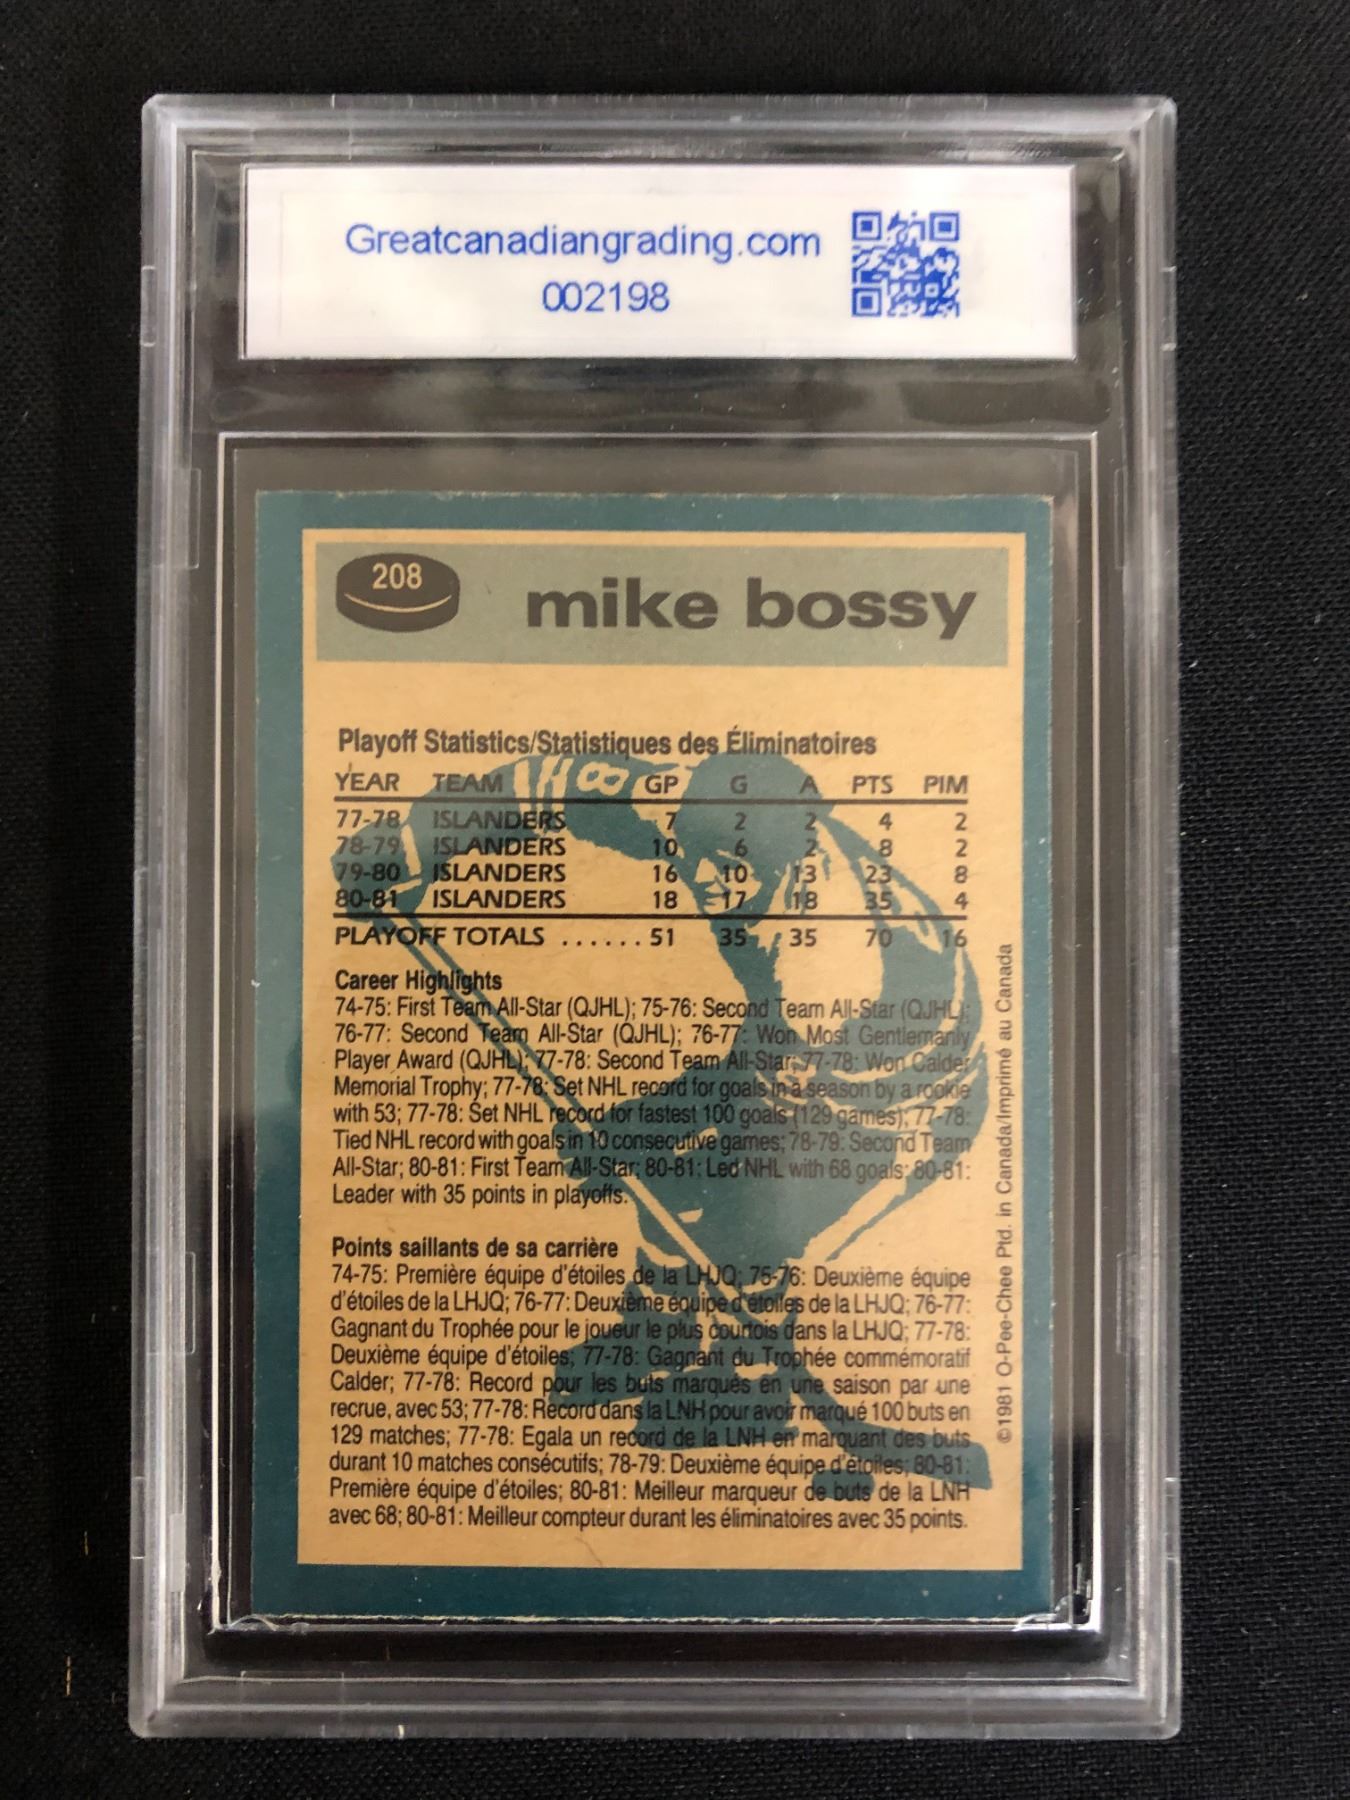 Greatcanadiangrading.com
002198
208
mike bossy
Playoff Statistics/Statistiques des Éliminatoires
YEAR TEAM GP G A PTS PIM
77-78 ISLANDERS 7 2 2 4 2
78-79 ISLANDERS 10 6 2 8 2
79-80 ISLANDERS 16 10 13 23 8
80-81 ISLANDERS 18 17 18 35 4
PLAYOFF TOTALS ...... 51 35 35 70 16
Career Highlights
74-75: First Team All-Star (QJHL); 75-76: Second Team All-Star (QJHL);
76-77: Second Team All-Star (QJHL); 76-77: Won Most Gentlemanly
Player Award (QJHL); 77-78: Second Team All-Star; 77-78: Won Calder
Memorial Trophy; 77-78: Set NHL record for goals in a season by a rookie
with 53; 77-78: Set NHL record for fastest 100 goals (129 games); 77-78:
Tied NHL record with goals in 10 consecutive games; 78-79: Second Team
All-Star; 80-81: First Team All-Star; 80-81: Led NHL with 68 goals; 80-81:
Leader with 35 points in playoffs.
Points saillants de sa carrière
74-75: Première équipe d'étoiles de la LHJQ; 75-76: Deuxième équipe
d'étoiles de la LHJQ; 76-77: Deuxième équipe d'étoiles de la LHJQ; 76-77:
Gagnant du Trophée pour le joueur le plus courtois dans la LHJQ; 77-78:
Deuxième équipe d'étoiles; 77-78: Gagnant du Trophée commémoratif
Calder; 77-78: Record pour les buts marqués en une saison par une
recrue, avec 53; 77-78: Record dans la LNH pour avoir marqué 100 buts en
129 matches; 77-78: Egala un record de la LNH en marquant des buts
durant 10 matches consécutifs; 78-79: Deuxième équipe d'étoiles; 80-81:
Première équipe d'étoiles; 80-81: Meilleur marqueur de buts de la LNH
avec 68; 80-81: Meilleur compteur durant les éliminatoires avec 35 points.
©1981 O-Pee-Chee Ptd. in Canada/Imprimé au Canada